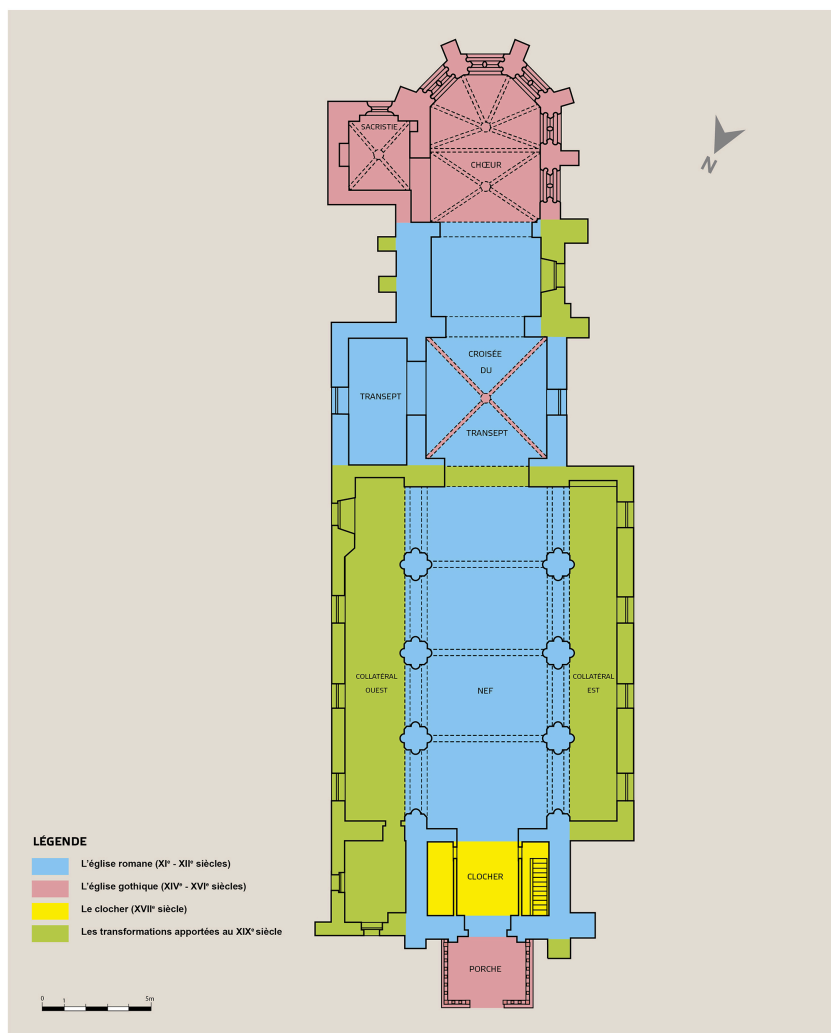 SACRISTIE
CHŒUR
N
CROISÉE
DU
TRANSEPT
TRANSEPT
COLLATÉRAL
OUEST
NEF
COLLATÉRAL
EST
CLOCHER
PORCHE
LÉGENDE
L'église romane (XIᵉ - XIIᵉ siècles)
L'église gothique (XIVᵉ - XVIᵉ siècles)
Le clocher (XVIIᵉ siècle)
Les transformations apportées au XIXᵉ siècle
0 1 5m